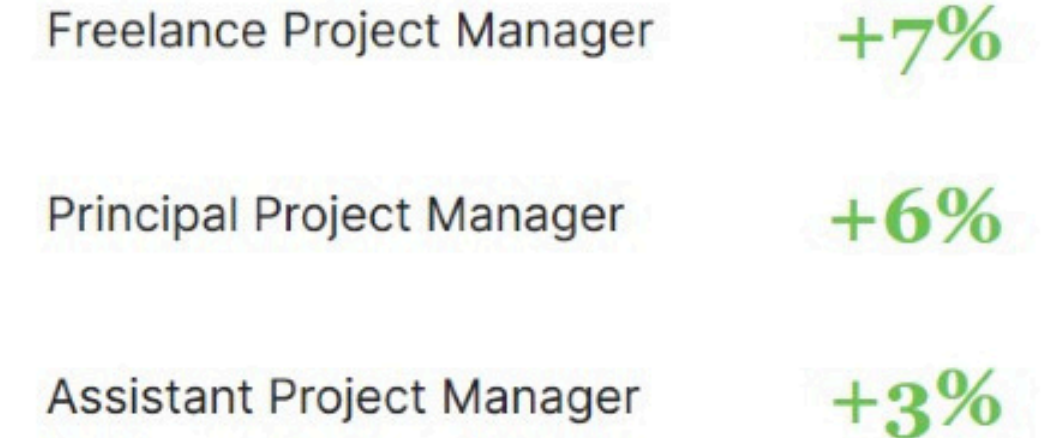 Freelance Project Manager +7%
Principal Project Manager +6%
Assistant Project Manager +3%